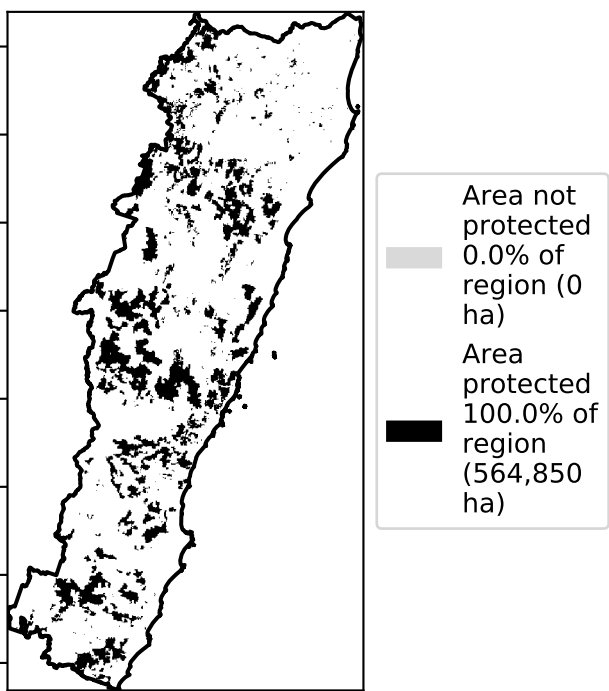 Area not
protected
0.0% of
region (0
ha)
Area
protected
100.0% of
region
(564,850
ha)